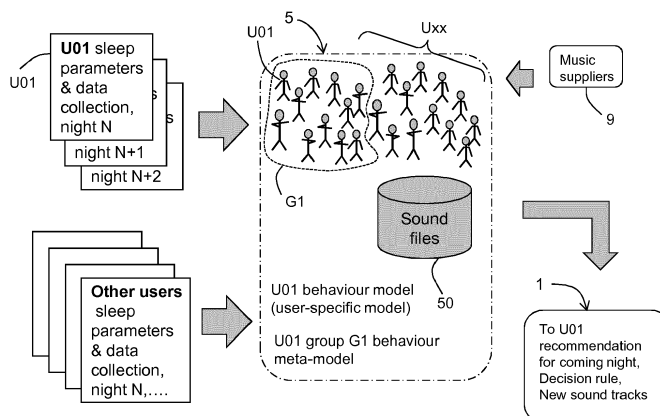 U01 sleep
parameters
& data
collection,
night N
s
s
night N+1
night N+2
U01
Other users
sleep
parameters
& data
collection,
night N,....
5
U01
Uxx
G1
Sound
files
50
U01 behaviour model
(user-specific model)
U01 group G1 behaviour
meta-model
Music
suppliers
9
1
To U01
recommendation
for coming night,
Decision rule,
New sound tracks